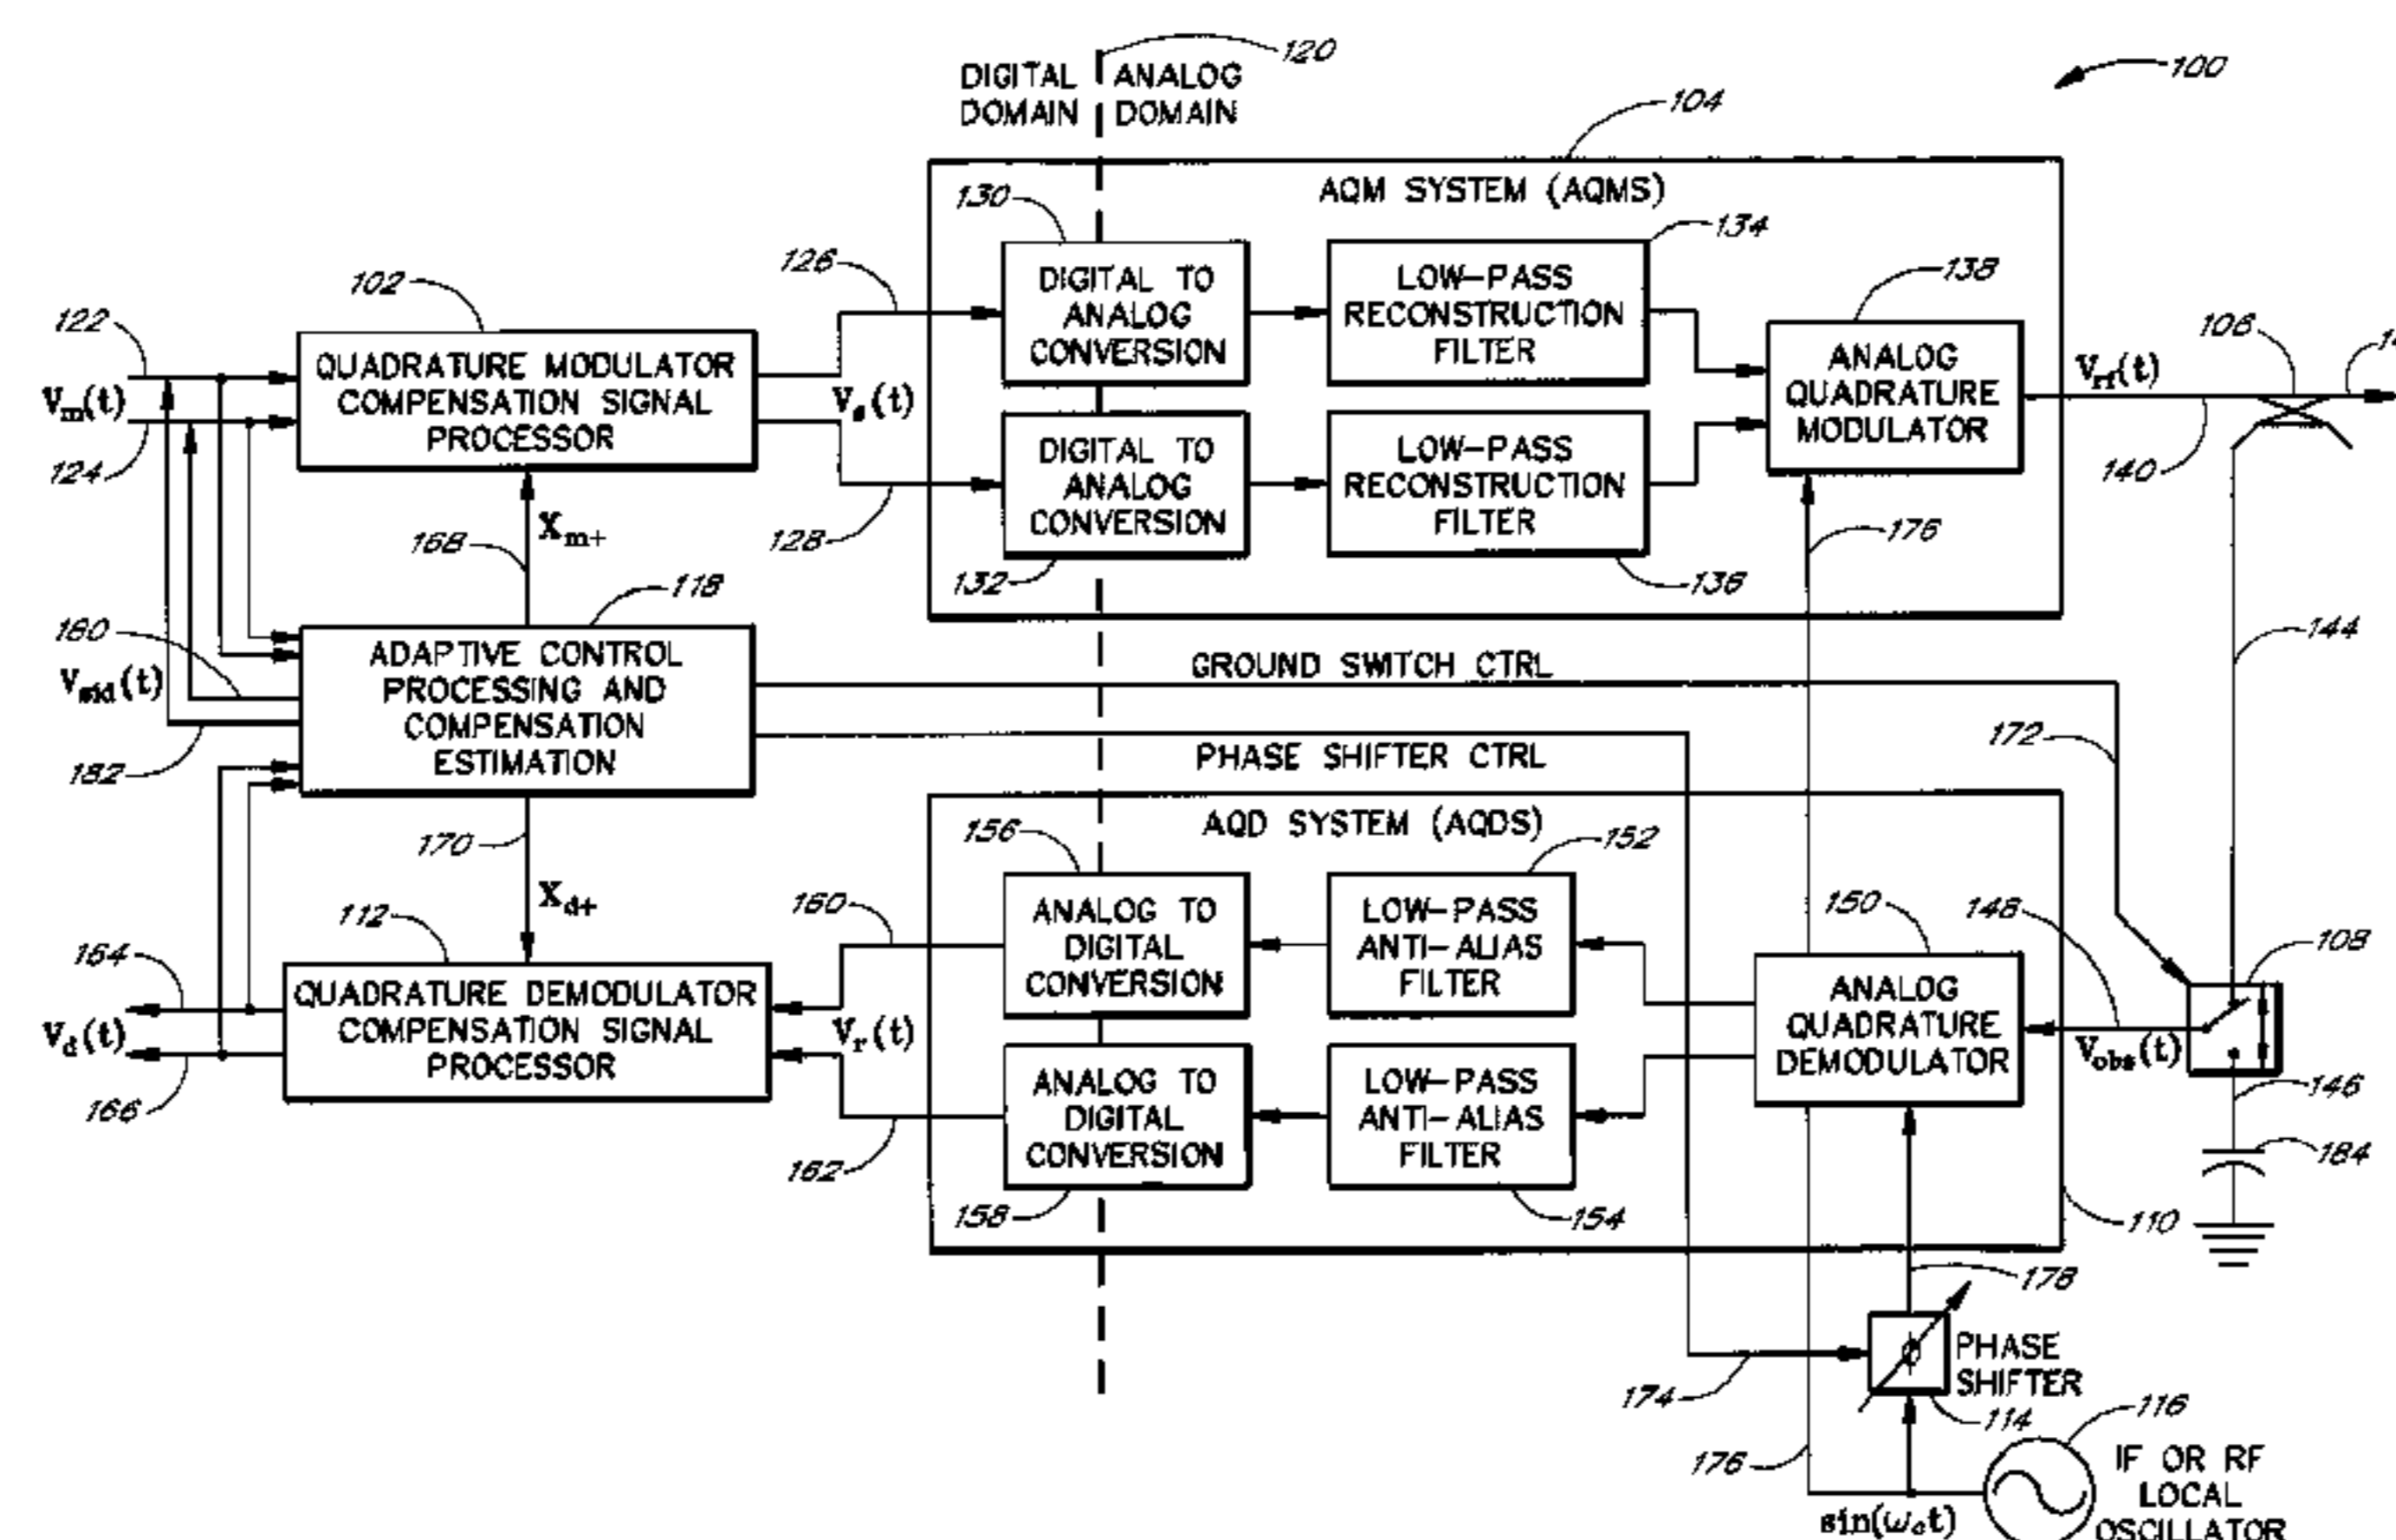 120
DIGITAL
DOMAIN
ANALOG
DOMAIN
100
104
AQM SYSTEM (AQMS)
130
134
126
102
DIGITAL TO
ANALOG
CONVERSION
LOW-PASS
RECONSTRUCTION
FILTER
138
122
Vm(t)
124
QUADRATURE MODULATOR
COMPENSATION SIGNAL
PROCESSOR
ANALOG
QUADRATURE
MODULATOR
Vrf(t)
106
140
DIGITAL TO
ANALOG
CONVERSION
LOW-PASS
RECONSTRUCTION
FILTER
168
Xm+
128
132
136
176
118
180
Vsid(t)
182
ADAPTIVE CONTROL
PROCESSING AND
COMPENSATION
ESTIMATION
GROUND SWITCH CTRL
144
PHASE SHIFTER CTRL
172
AQD SYSTEM (AQDS)
156
152
170
Xd+
112
160
ANALOG TO
DIGITAL
CONVERSION
LOW-PASS
ANTI-ALIAS
FILTER
150
148
108
164
Vd(t)
166
QUADRATURE DEMODULATOR
COMPENSATION SIGNAL
PROCESSOR
Vr(t)
ANALOG
QUADRATURE
DEMODULATOR
Vobs(t)
146
ANALOG TO
DIGITAL
CONVERSION
LOW-PASS
ANTI-ALIAS
FILTER
162
158
154
184
110
178
ϕ
PHASE
SHIFTER
174
114
116
176
sin(ωct)
IF OR RF
LOCAL
OSCILLATOR